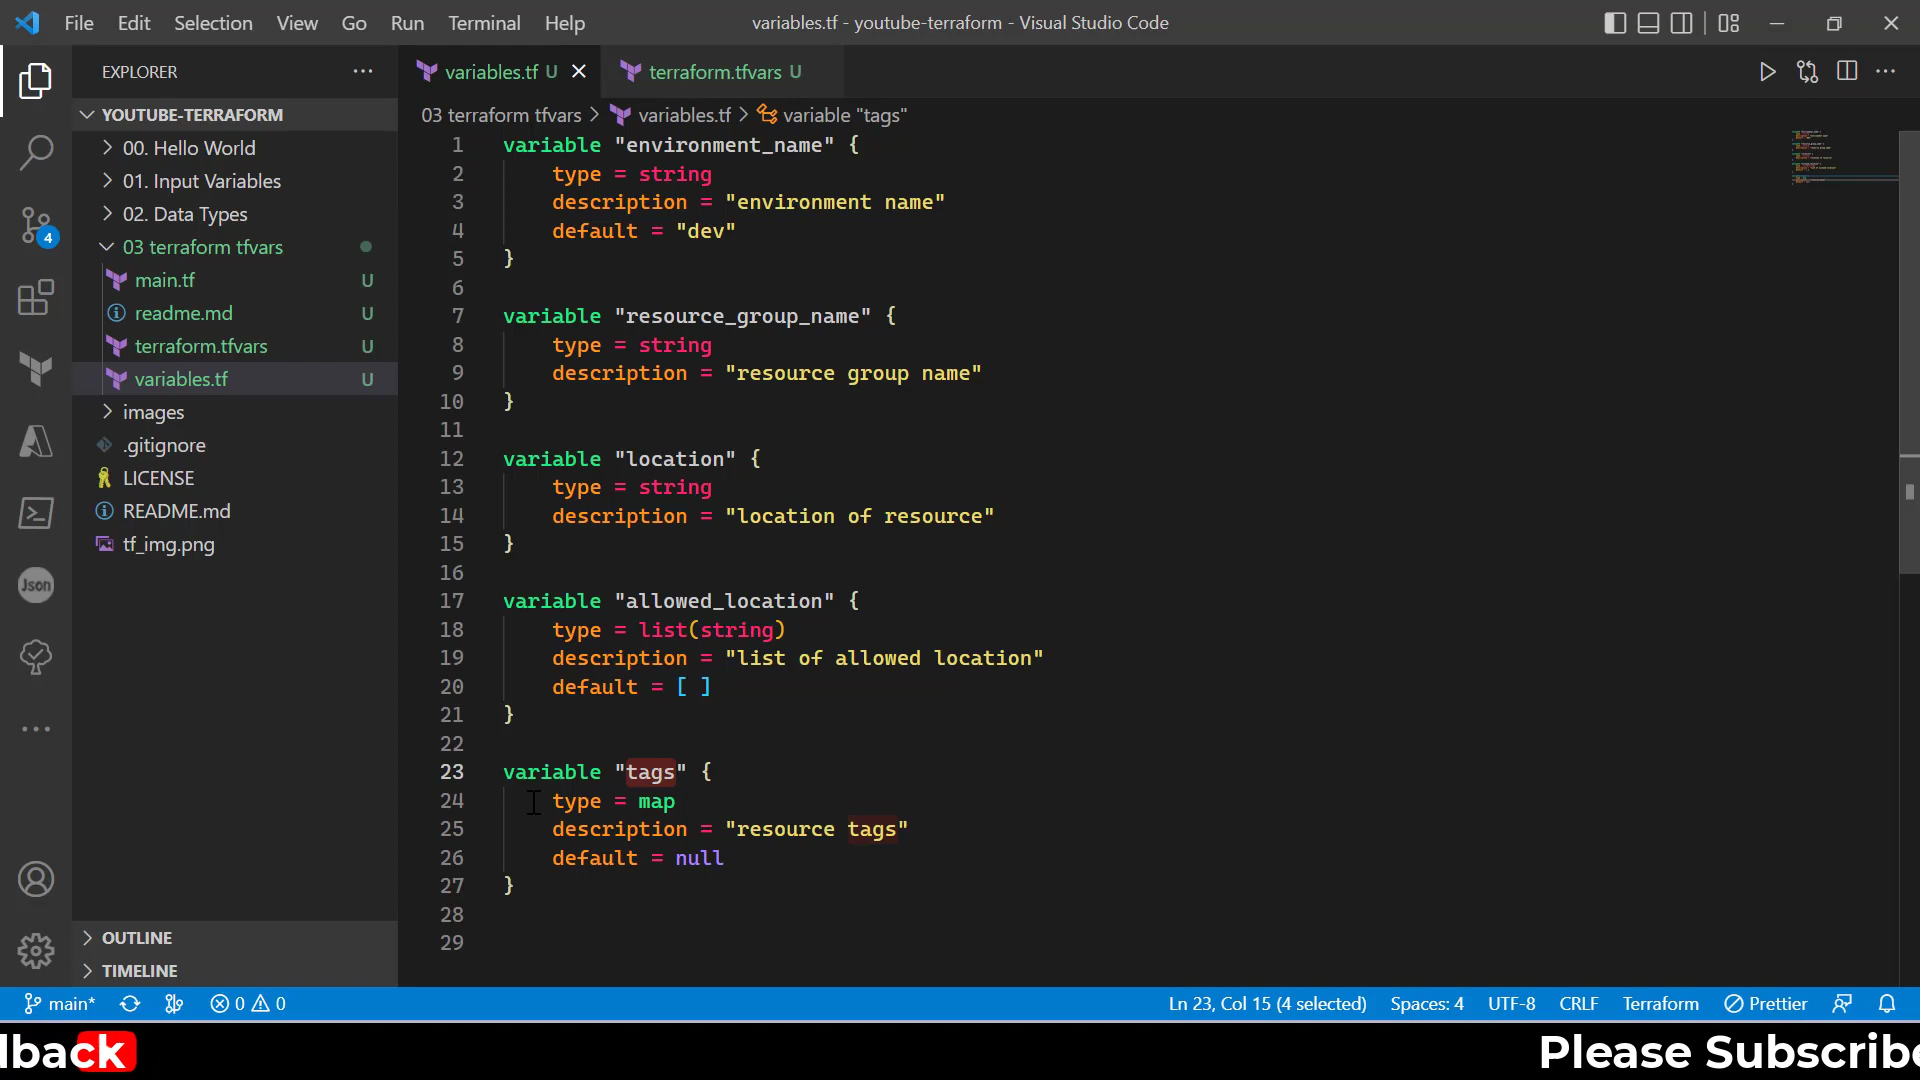 File Edit Selection View Go Run Terminal Help
variables.tf - youtube-terraform - Visual Studio Code
EXPLORER
variables.tf U
terraform.tfvars U
YOUTUBE-TERRAFORM
03 terraform tfvars > variables.tf > variable "tags"
00. Hello World
01. Input Variables
02. Data Types
03 terraform tfvars
main.tf U
readme.md U
terraform.tfvars U
variables.tf U
images
.gitignore
LICENSE
README.md
tf_img.png
4
Json
1 variable "environment_name" {
2 type = string
3 description = "environment name"
4 default = "dev"
5 }
6
7 variable "resource_group_name" {
8 type = string
9 description = "resource group name"
10 }
11
12 variable "location" {
13 type = string
14 description = "location of resource"
15 }
16
17 variable "allowed_location" {
18 type = list(string)
19 description = "list of allowed location"
20 default = [ ]
21 }
22
23 variable "tags" {
24 type = map
25 description = "resource tags"
26 default = null
27 }
28
29
OUTLINE
TIMELINE
main* 0 0 Ln 23, Col 15 (4 selected) Spaces: 4 UTF-8 CRLF Terraform Prettier
lback Please Subscribe